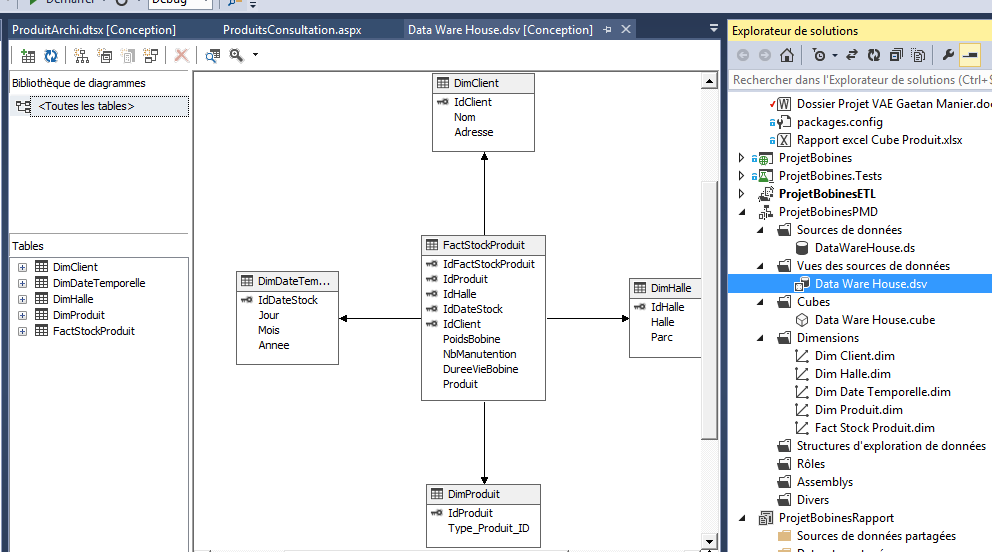 Démarrer
Debug
ProduitArchi.dtsx [Conception]
ProduitsConsultation.aspx
Data Ware House.dsv [Conception]
Bibliothèque de diagrammes
<Toutes les tables>
Tables
DimClient
DimDateTemporelle
DimHalle
DimProduit
FactStockProduit
DimClient
IdClient
Nom
Adresse
FactStockProduit
IdFactStockProduit
IdProduit
IdHalle
IdDateStock
IdClient
PoidsBobine
NbManutention
DureeVieBobine
Produit
DimDateTem...
IdDateStock
Jour
Mois
Annee
DimHalle
IdHalle
Halle
Parc
DimProduit
IdProduit
Type_Produit_ID
Explorateur de solutions
Rechercher dans l'Explorateur de solutions (Ctrl+
Dossier Projet VAE Gaetan Manier.doc
packages.config
Rapport excel Cube Produit.xlsx
ProjetBobines
ProjetBobines.Tests
ProjetBobinesETL
ProjetBobinesPMD
Sources de données
DataWareHouse.ds
Vues des sources de données
Data Ware House.dsv
Cubes
Data Ware House.cube
Dimensions
Dim Client.dim
Dim Halle.dim
Dim Date Temporelle.dim
Dim Produit.dim
Fact Stock Produit.dim
Structures d'exploration de données
Rôles
Assemblys
Divers
ProjetBobinesRapport
Sources de données partagées